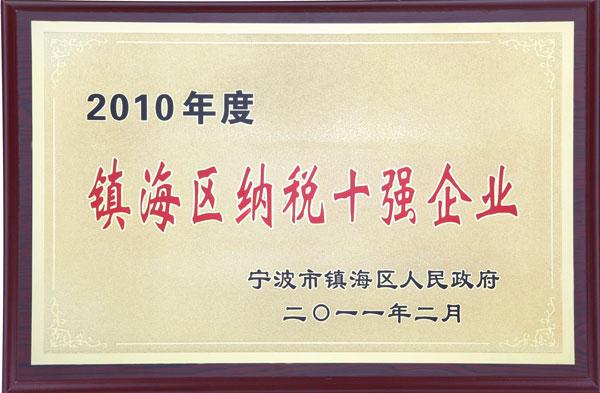 2010年度
镇海区纳税十强企业
宁波市镇海区人民政府
二〇一一年二月